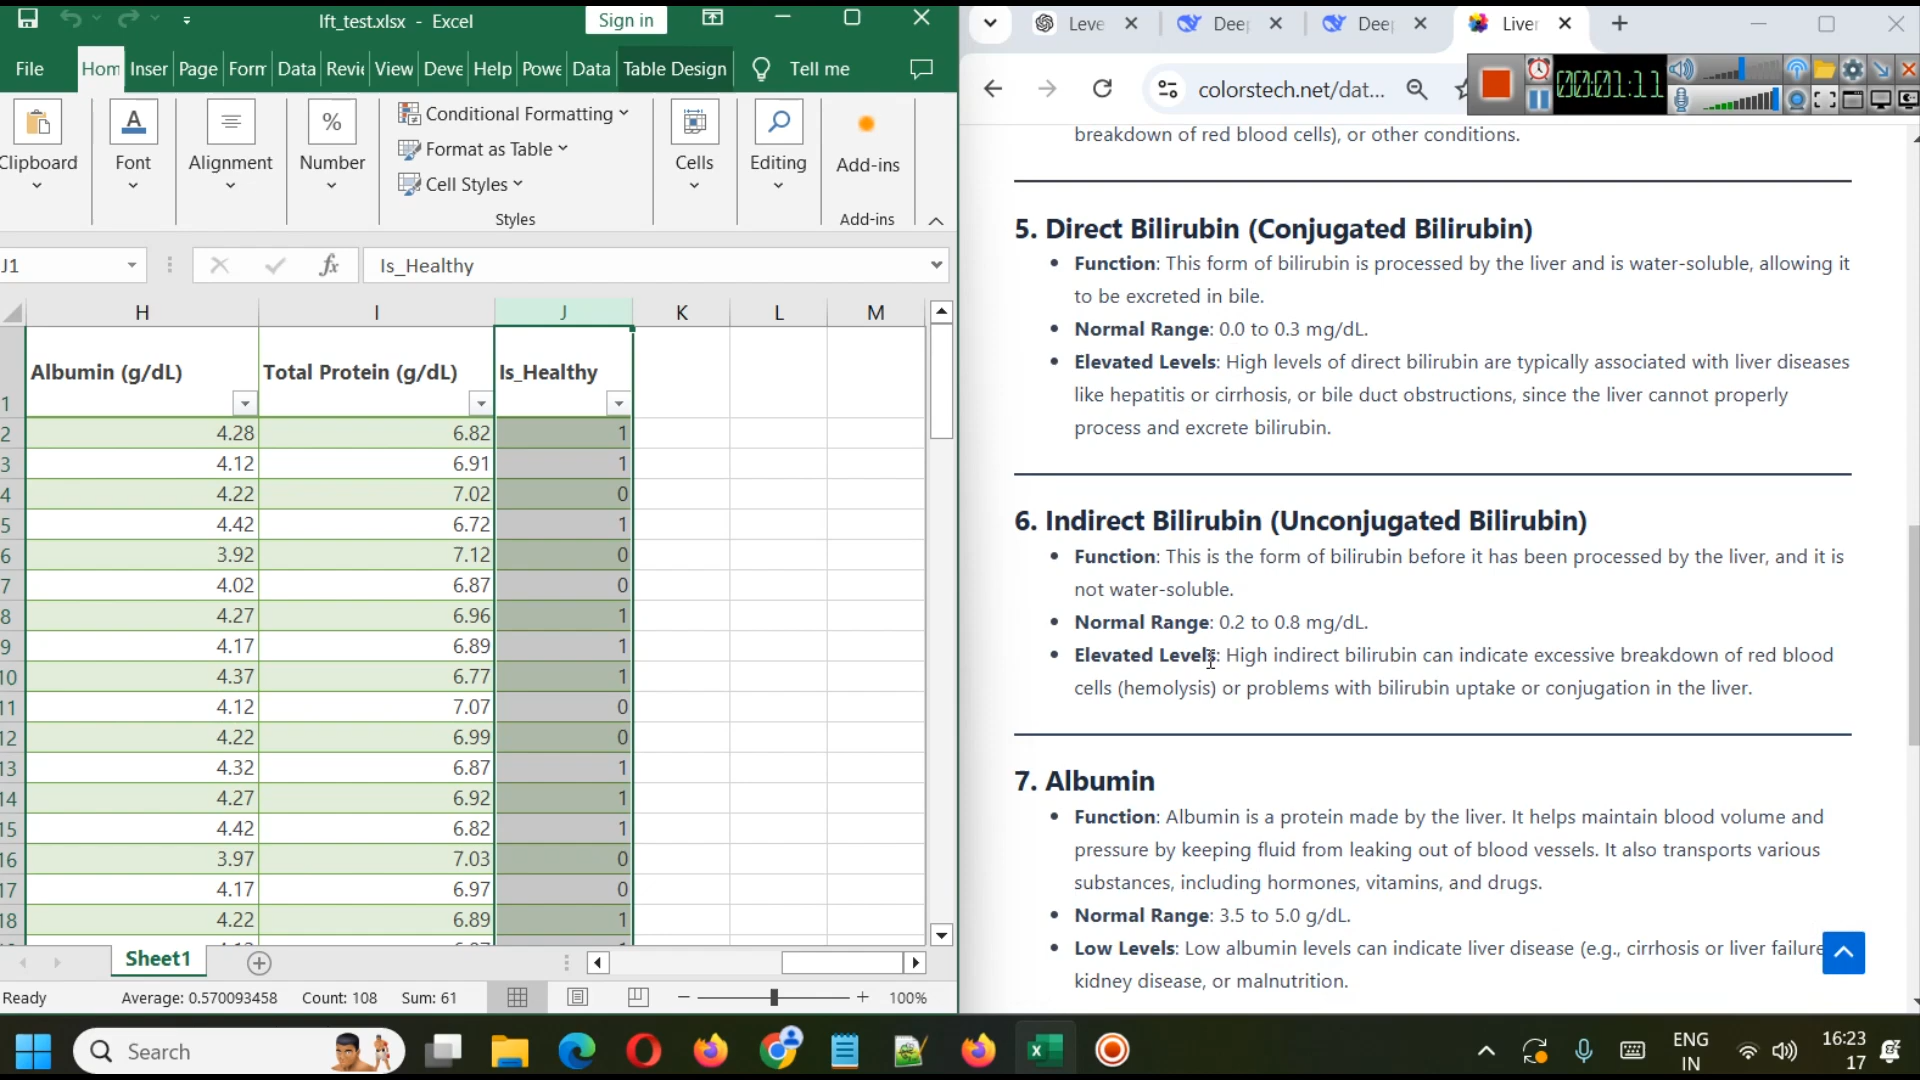 lft_test.xlsx - Excel
Sign in
File
Hom
Inser
Page
Form
Data
Revie
View
Deve
Help
Powe
Data
Table Design
Tell me
Clipboard
Font
Alignment
Number
Conditional Formatting
Format as Table
Cell Styles
Styles
Cells
Editing
Add-ins
Add-ins
J1
fx
Is_Healthy
H I J K L M
1 Albumin (g/dL) Total Protein (g/dL) Is_Healthy
2 4.28 6.82 1
3 4.12 6.91 1
4 4.22 7.02 0
5 4.42 6.72 1
6 3.92 7.12 0
7 4.02 6.87 0
8 4.27 6.96 1
9 4.17 6.89 1
10 4.37 6.77 1
11 4.12 7.07 0
12 4.22 6.99 0
13 4.32 6.87 1
14 4.27 6.92 1
15 4.42 6.82 1
16 3.97 7.03 0
17 4.17 6.97 0
18 4.22 6.89 1
Sheet1
Ready
Average: 0.570093458
Count: 108
Sum: 61
100%
Leve
Deep
Deep
Liver
colorstech.net/dat...
000:01:11
breakdown of red blood cells), or other conditions.
5. Direct Bilirubin (Conjugated Bilirubin)
• Function: This form of bilirubin is processed by the liver and is water-soluble, allowing it
to be excreted in bile.
• Normal Range: 0.0 to 0.3 mg/dL.
• Elevated Levels: High levels of direct bilirubin are typically associated with liver diseases
like hepatitis or cirrhosis, or bile duct obstructions, since the liver cannot properly
process and excrete bilirubin.
6. Indirect Bilirubin (Unconjugated Bilirubin)
• Function: This is the form of bilirubin before it has been processed by the liver, and it is
not water-soluble.
• Normal Range: 0.2 to 0.8 mg/dL.
• Elevated Levels: High indirect bilirubin can indicate excessive breakdown of red blood
cells (hemolysis) or problems with bilirubin uptake or conjugation in the liver.
7. Albumin
• Function: Albumin is a protein made by the liver. It helps maintain blood volume and
pressure by keeping fluid from leaking out of blood vessels. It also transports various
substances, including hormones, vitamins, and drugs.
• Normal Range: 3.5 to 5.0 g/dL.
• Low Levels: Low albumin levels can indicate liver disease (e.g., cirrhosis or liver failure
kidney disease, or malnutrition.
Search
ENG
IN
16:23
17